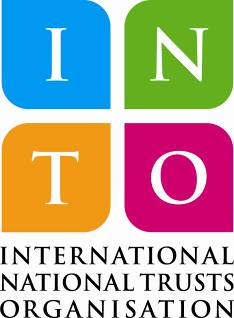 I N
T O
INTERNATIONAL
NATIONAL TRUSTS
ORGANISATION